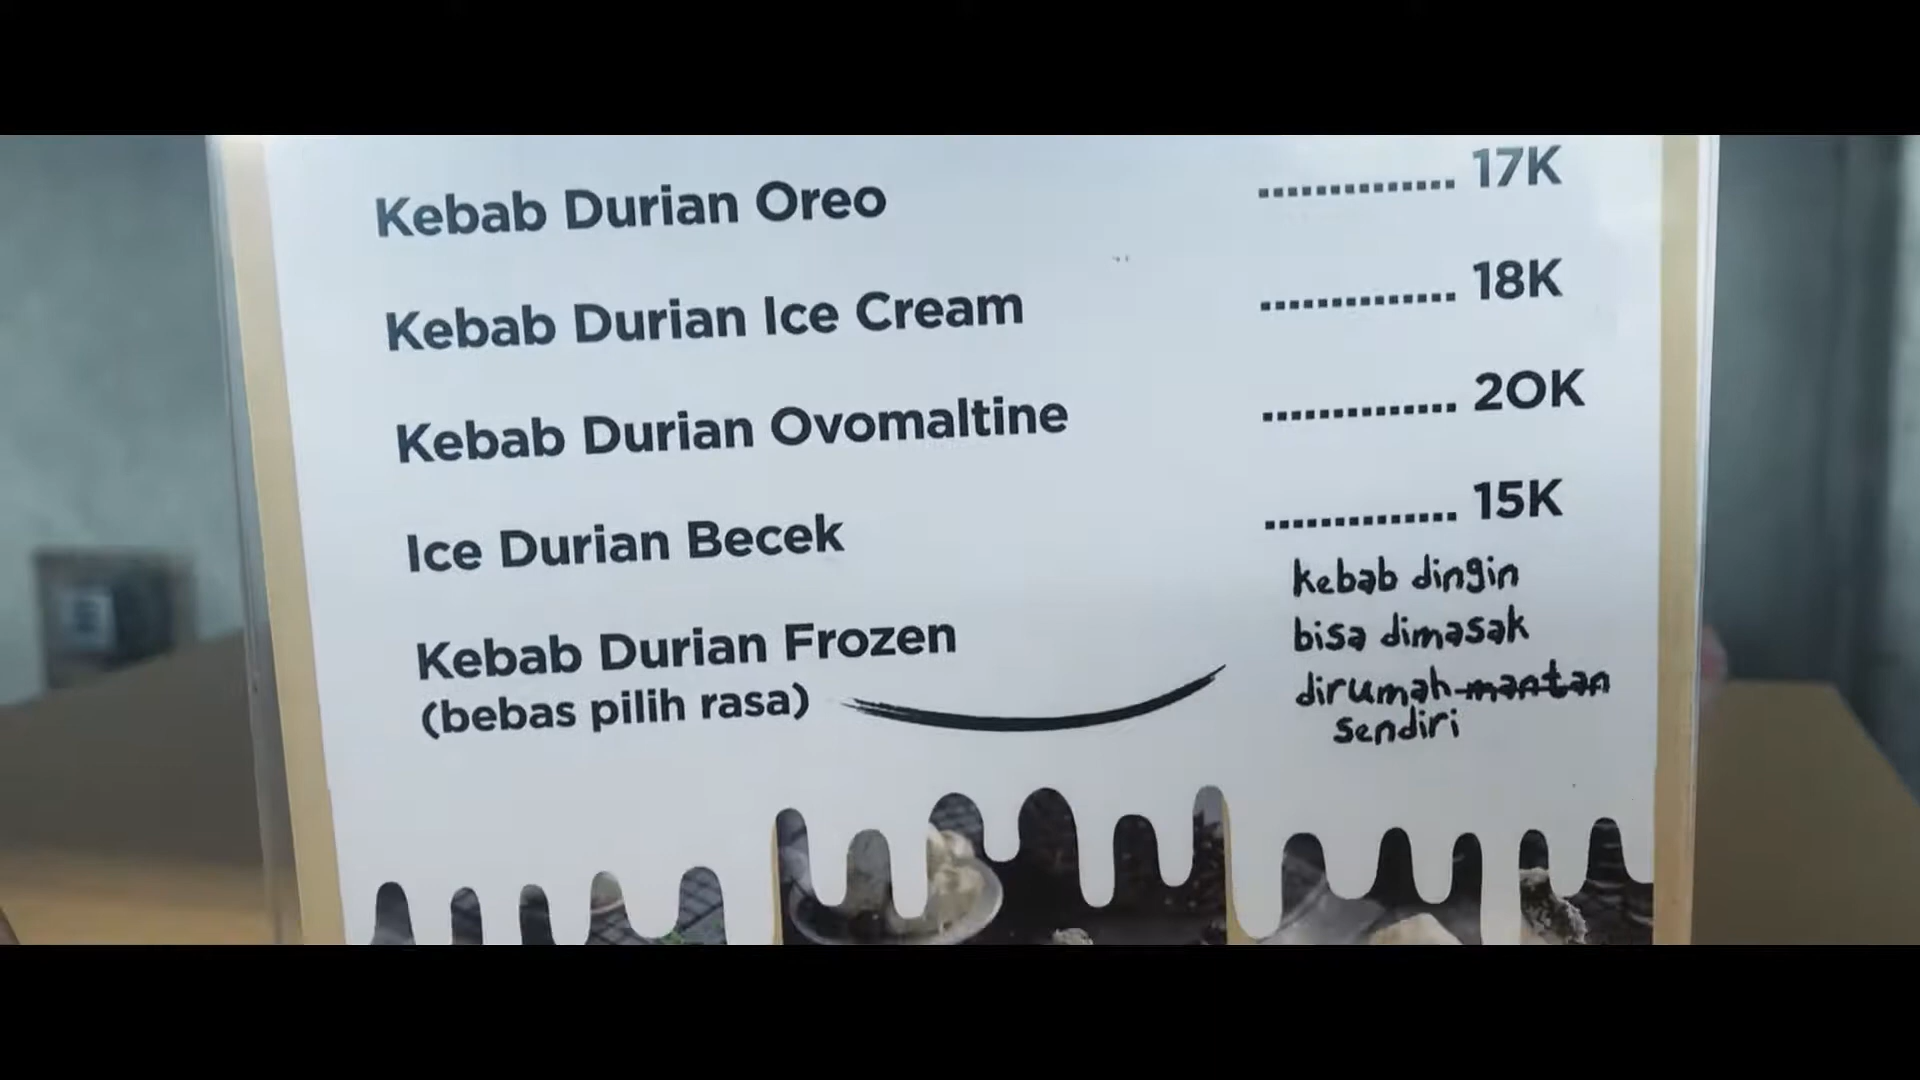 Kebab Durian Oreo .............. 17K
Kebab Durian Ice Cream .............. 18K
Kebab Durian Ovomaltine .............. 20K
Ice Durian Becek .............. 15K
Kebab Durian Frozen
(bebas pilih rasa)
kebab dingin
bisa dimasak
dirumah mantan
sendiri